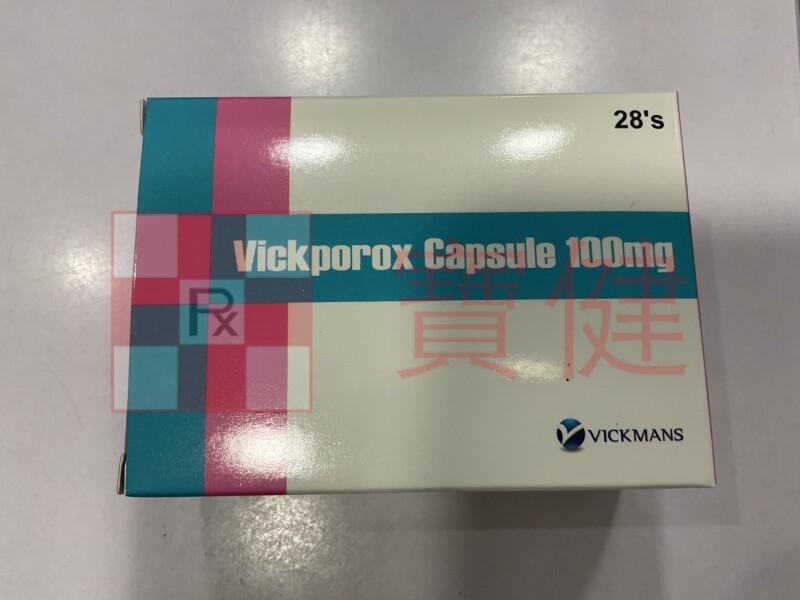 28's
Vickporox Capsule 100mg
Rx
寶健
VICKMANS